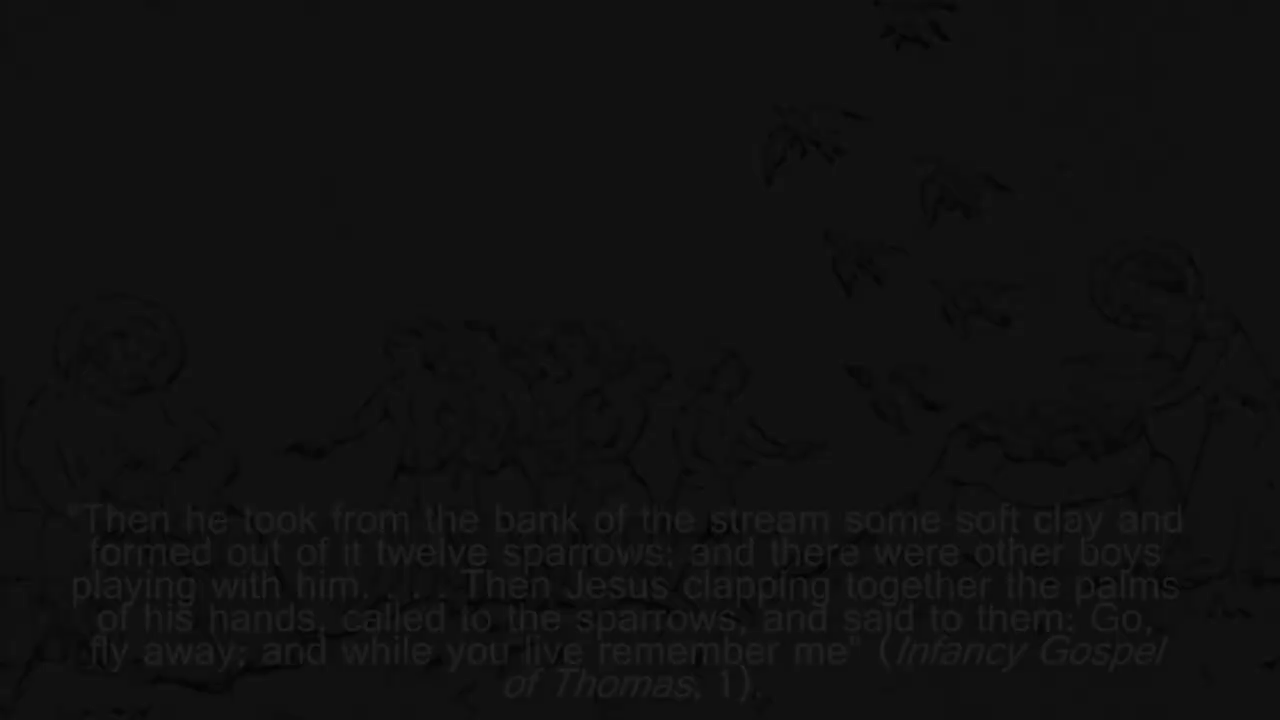 "Then he took from the bank of the stream some soft clay and
formed out of it twelve sparrows; and there were other boys
playing with him. . . . Then Jesus clapping together the palms
of his hands, called to the sparrows, and said to them: Go,
fly away; and while you live remember me" (Infancy Gospel
of Thomas, 1).